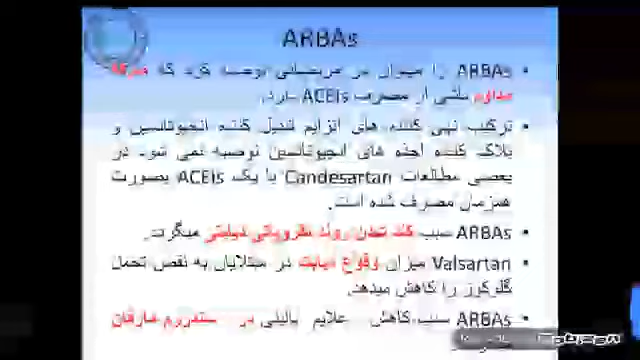 ARBAs
ARBAs را میتوان در مریضانی توصیه کرد که سرفه
مداوم ناشی از مصرف ACEIs دارد.
ترکیب نهی کننده های انزایم تبدیل کننده انجیوتانسین و
بلاک کننده اخذه های انجیوتانسین توصیه نمی شود. در
بعضی مطالعات Candesartan با یک ACEIs بصورت
همزمان مصرف شده است.
ARBAs سبب کند شدن روند نفروپاتی دیابتی میگردد.
Valsartan میزان وقوع دیابت در مبتلایان به نقص تحمل
گلوکوز را کاهش میدهد.
ARBAs سبب کاهش علایم بالینی در سندروم مارفان